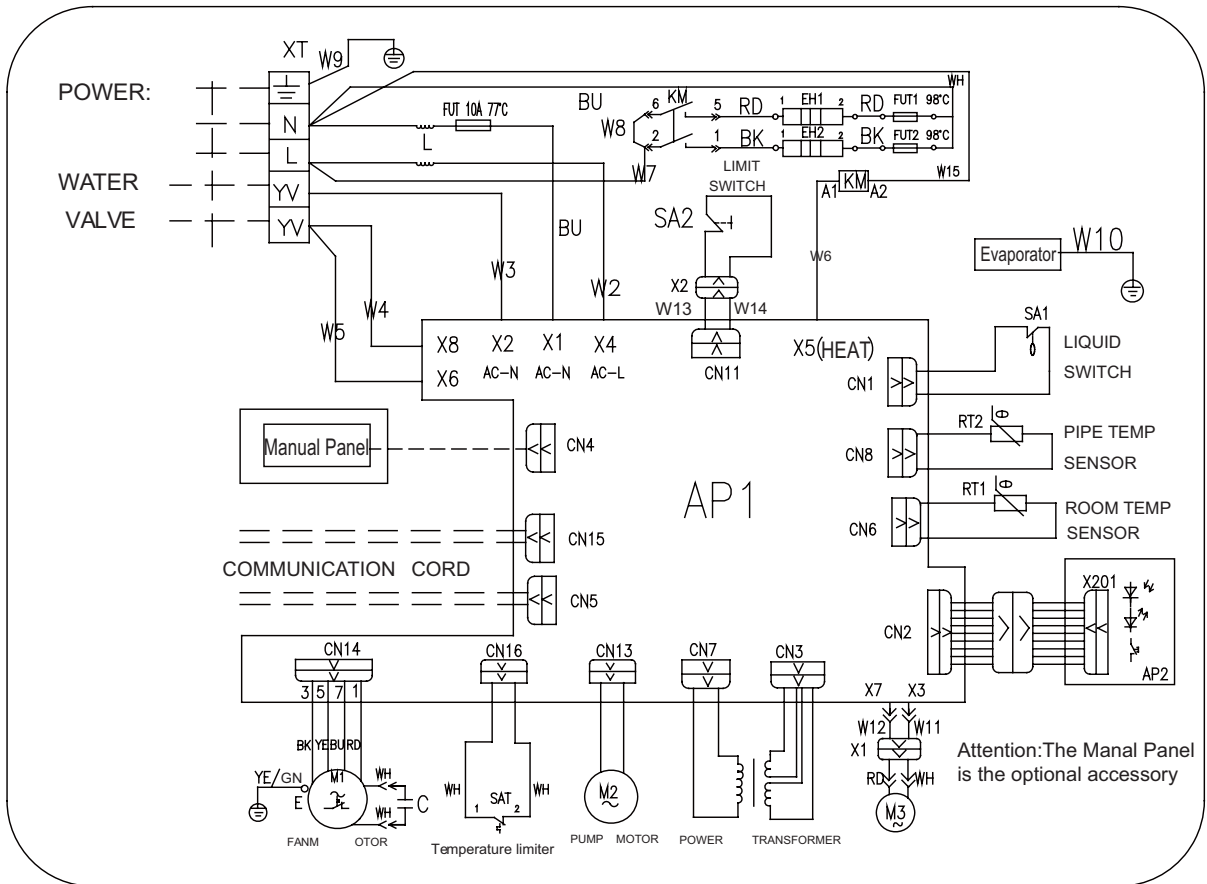 XT
W9
POWER:
N
L
WATER
YV
VALVE
YV
FUT 10A 77°C
L
BU
W8
6
KM
5
RD
1
EH1
2
RD
FUT1
98°C
WH
2
1
BK
1
EH2
2
BK
FUT2
98°C
W7
LIMIT
SWITCH
A1
KM
A2
W15
SA2
BU
W3
W2
W4
W5
X2
W13
W14
W6
Evaporator
W10
X8
X2
X1
X4
X6
AC-N
AC-N
AC-L
CN11
X5(HEAT)
CN1
SA1
LIQUID
SWITCH
Manual Panel
CN4
CN8
RT2
PIPE TEMP
SENSOR
AP1
RT1
CN6
ROOM TEMP
SENSOR
CN15
COMMUNICATION CORD
CN5
CN2
X201
AP2
CN14
CN16
CN13
CN7
CN3
3 5 7 1
X7
X3
W12
W11
BK YE BU RD
X1
RD
WH
M3
Attention:The Manal Panel
is the optional accessory
YE/GN
E
M1
WH
WH
C
WH
SAT
1
2
WH
M2
FANM OTOR
Temperature limiter
PUMP MOTOR
POWER
TRANSFORMER